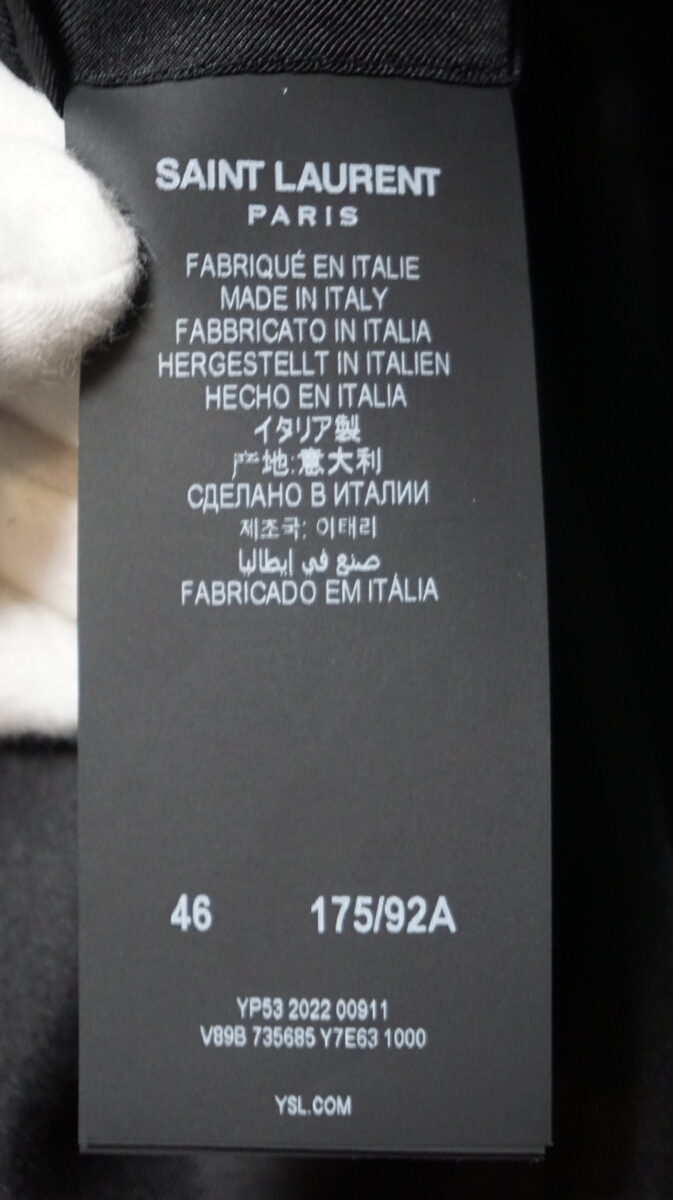 SAINT LAURENT
PARIS
FABRIQUÉ EN ITALIE
MADE IN ITALY
FABBRICATO IN ITALIA
HERGESTELLT IN ITALIEN
HECHO EN ITALIA
イタリア製
产地:意大利
СДЕЛАНО В ИТАЛИИ
제조국: 이태리
صنع في إيطاليا
FABRICADO EM ITÁLIA
46 175/92A
YP53 2022 00911
V89B 735685 Y7E63 1000
YSL.COM